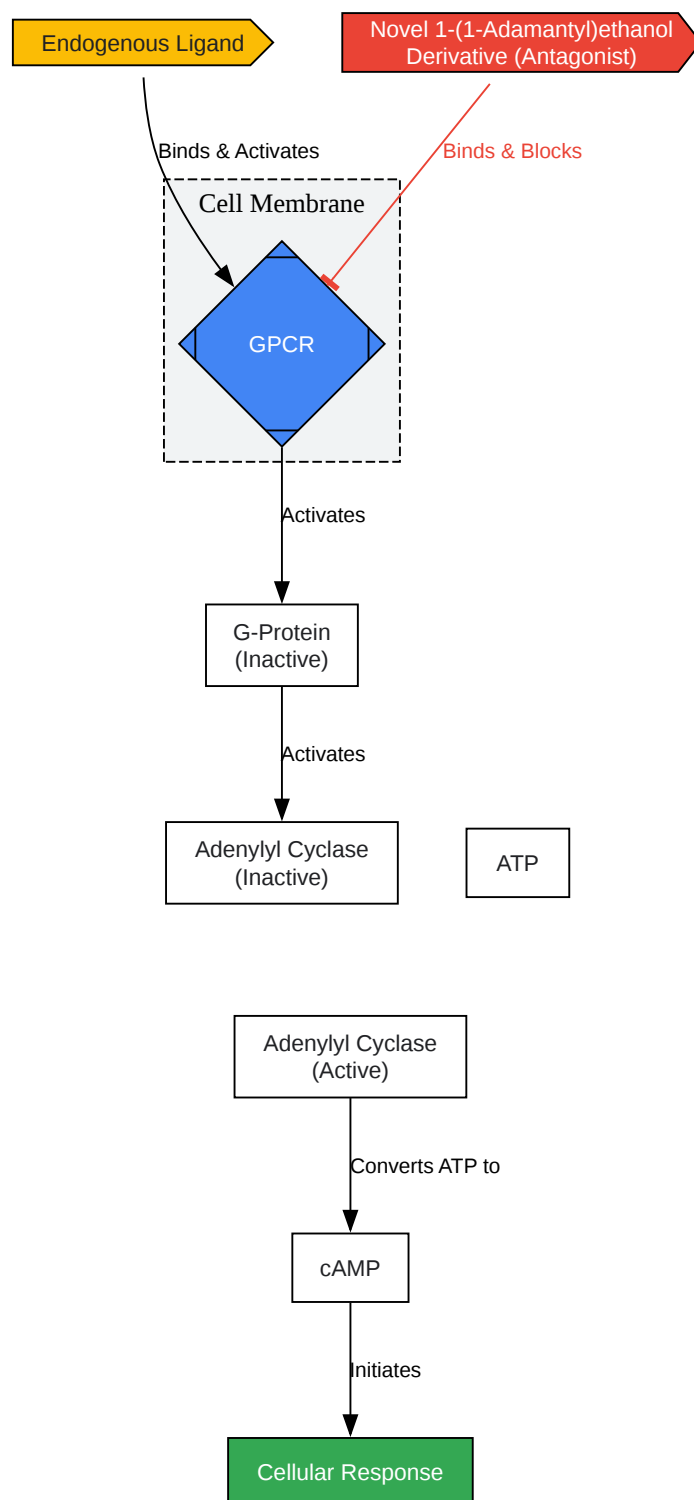 Endogenous Ligand
Novel 1-(1-Adamantyl)ethanol
Derivative (Antagonist)
Binds & Activates
Binds & Blocks
Cell Membrane
GPCR
Activates
G-Protein
(Inactive)
Activates
Adenylyl Cyclase
(Inactive)
ATP
Adenylyl Cyclase
(Active)
Converts ATP to
cAMP
Initiates
Cellular Response